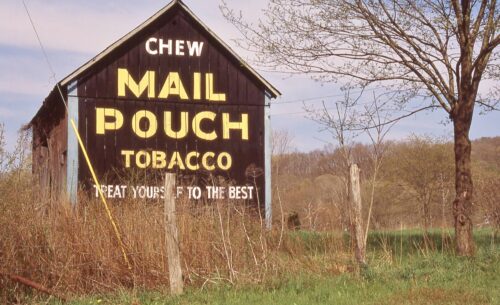 CHEW
MAIL
POUCH
TOBACCO
TREAT YOURSELF TO THE BEST